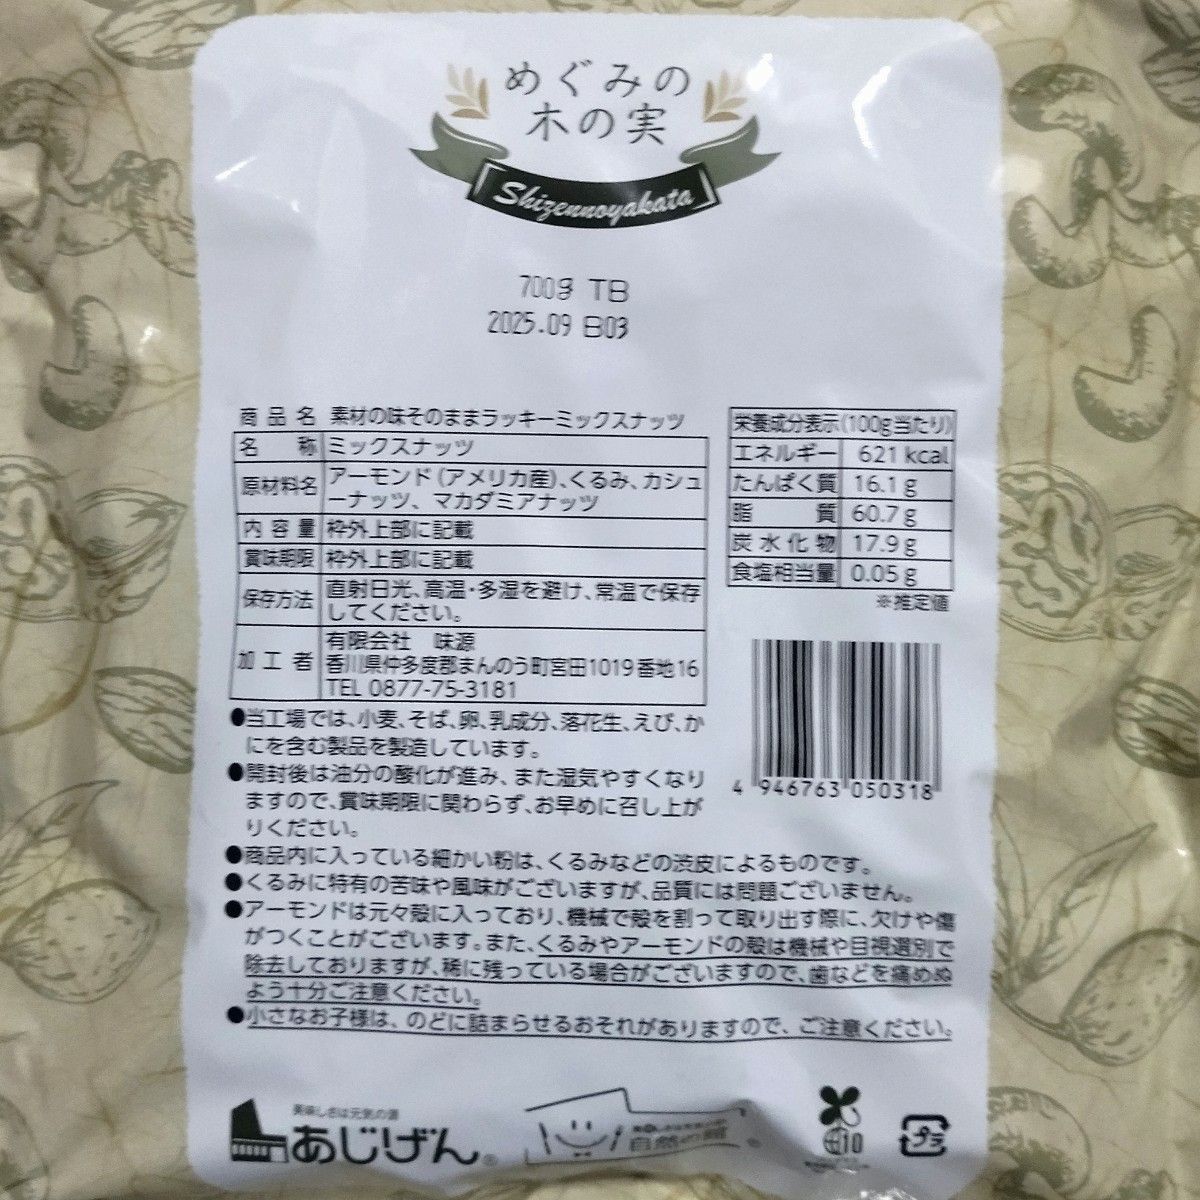 めぐみの
木の実
Shizennoyakata
700g TB
2025.09 B03
商品名 素材の味そのままラッキーミックスナッツ
名称 ミックスナッツ
原材料名 アーモンド(アメリカ産)、くるみ、カシュ
ーナッツ、マカダミアナッツ
内容量 枠外上部に記載
賞味期限 枠外上部に記載
保存方法 直射日光、高温・多湿を避け、常温で保存
してください。
加工者 有限会社 味源
香川県仲多度郡まんのう町宮田1019番地16
TEL 0877-75-3181
栄養成分表示(100g当たり)
エネルギー 621 kcal
たんぱく質 16.1g
脂質 60.7g
炭水化物 17.9g
食塩相当量 0.05g
※推定値
4 946763 050318
●当工場では、小麦、そば、卵、乳成分、落花生、えび、か
にを含む製品を製造しています。
●開封後は油分の酸化が進み、また湿気やすくなり
ますので、賞味期限に関わらず、お早めに召し上が
りください。
●商品内に入っている細かい粉は、くるみなどの渋皮によるものです。
●くるみに特有の苦味や風味がございますが、品質には問題ございません。
●アーモンドは元々殻に入っており、機械で殻を割って取り出す際に、欠けや傷
がつくことがございます。また、くるみやアーモンドの殻は機械や目視選別で
除去しておりますが、稀に残っている場合がございますので、歯などを痛めぬ
よう十分ご注意ください。
●小さなお子様は、のどに詰まらせるおそれがありますので、ご注意ください。
美味しさは元気の源
あじげん®
自然の館
10
プラ